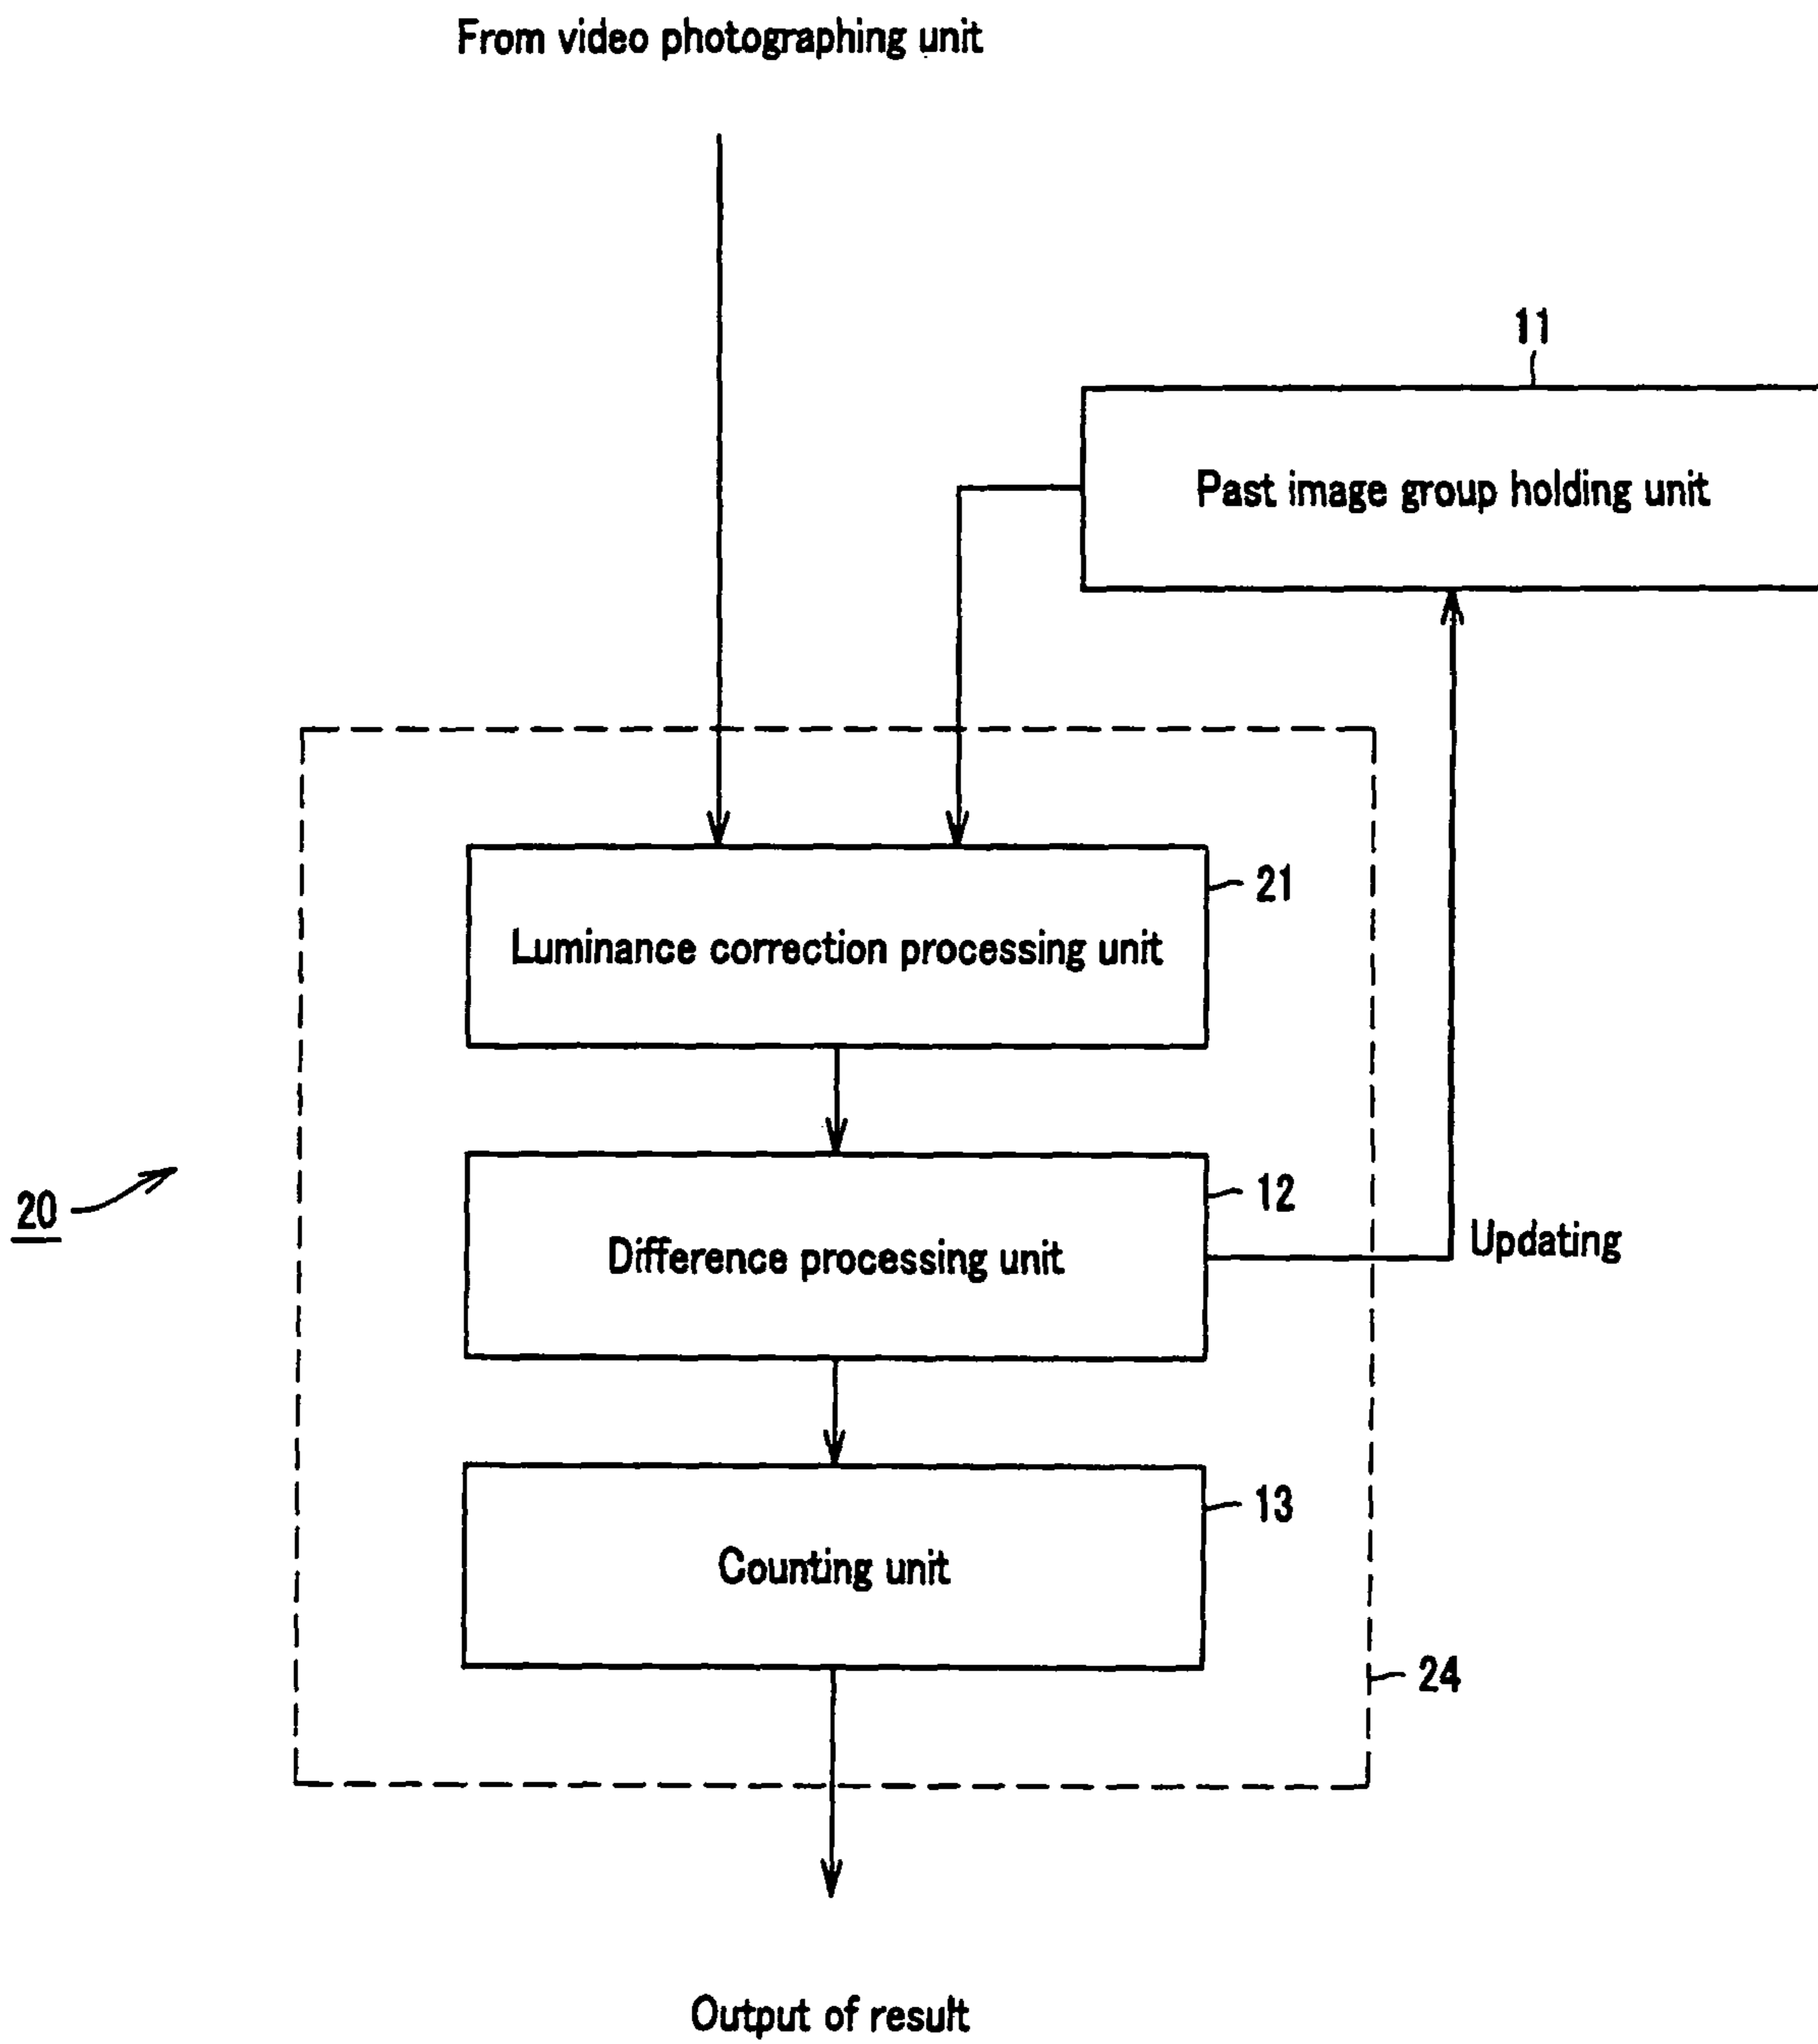 From video photographing unit
11
Past image group holding unit
21
Luminance correction processing unit
20
12
Difference processing unit
Updating
13
Counting unit
24
Output of result